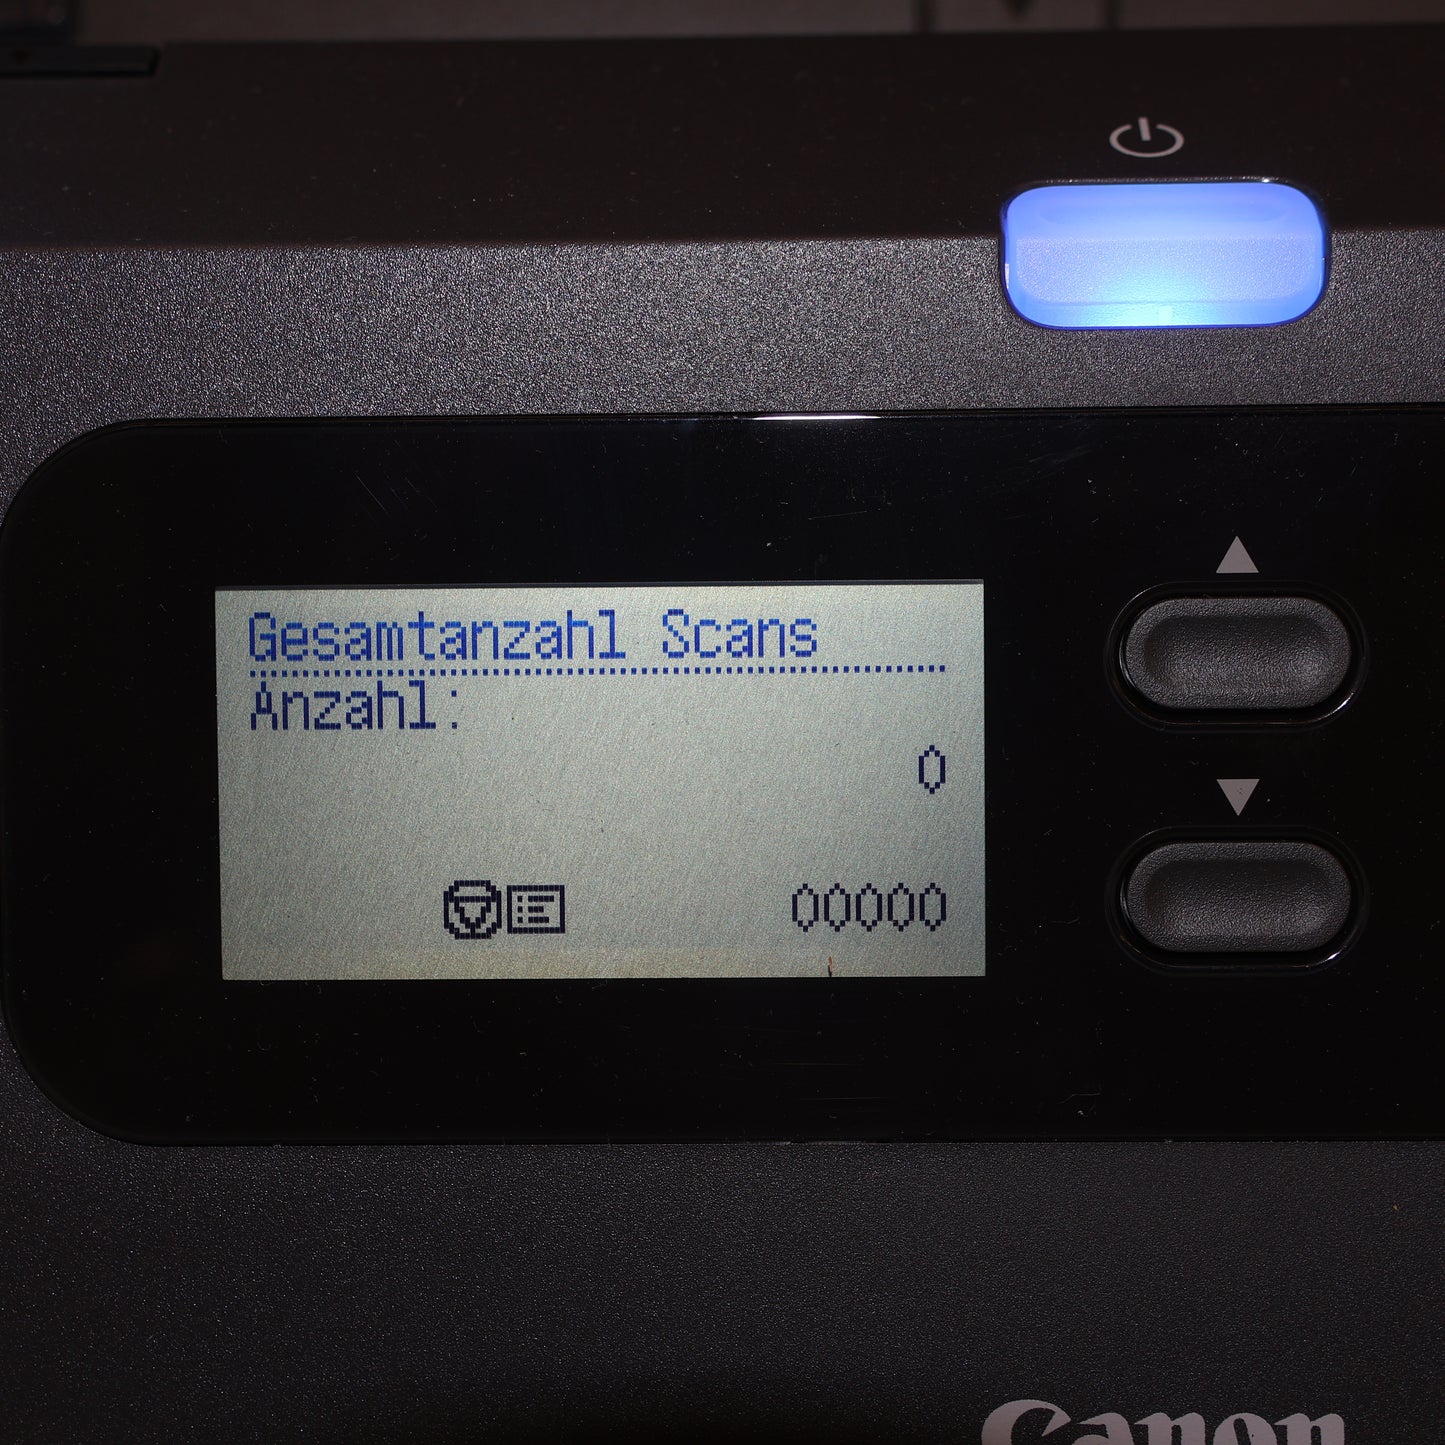 Gesamtanzahl Scans
Anzahl:
0
00000
Canon